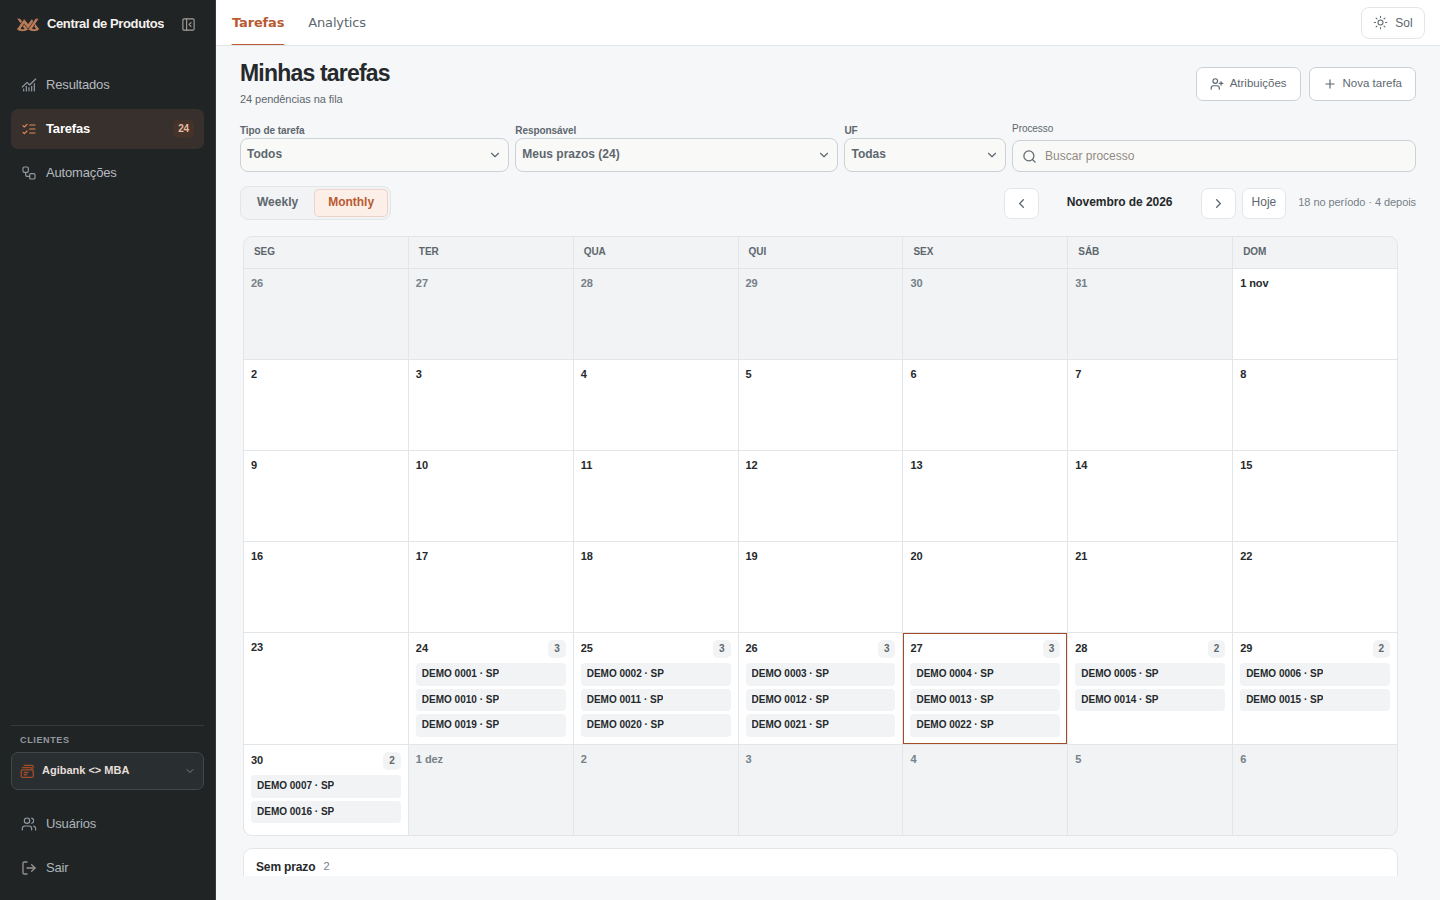 Central de Produtos
Resultados
Tarefas 24
Automações
CLIENTES
Agibank <> MBA
Usuários
Sair
Tarefas Analytics
Sol
Minhas tarefas
24 pendências na fila
Atribuições
Nova tarefa
Tipo de tarefa Responsável UF Processo
Todos Meus prazos (24) Todas Buscar processo
Weekly Monthly
Novembro de 2026 Hoje 18 no período · 4 depois
SEG TER QUA QUI SEX SÁB DOM
26 27 28 29 30 31 1 nov
2 3 4 5 6 7 8
9 10 11 12 13 14 15
16 17 18 19 20 21 22
23 24 3 25 3 26 3 27 3 28 2 29 2
DEMO 0001 · SP DEMO 0002 · SP DEMO 0003 · SP DEMO 0004 · SP DEMO 0005 · SP DEMO 0006 · SP
DEMO 0010 · SP DEMO 0011 · SP DEMO 0012 · SP DEMO 0013 · SP DEMO 0014 · SP DEMO 0015 · SP
DEMO 0019 · SP DEMO 0020 · SP DEMO 0021 · SP DEMO 0022 · SP
30 2 1 dez 2 3 4 5 6
DEMO 0007 · SP
DEMO 0016 · SP
Sem prazo 2